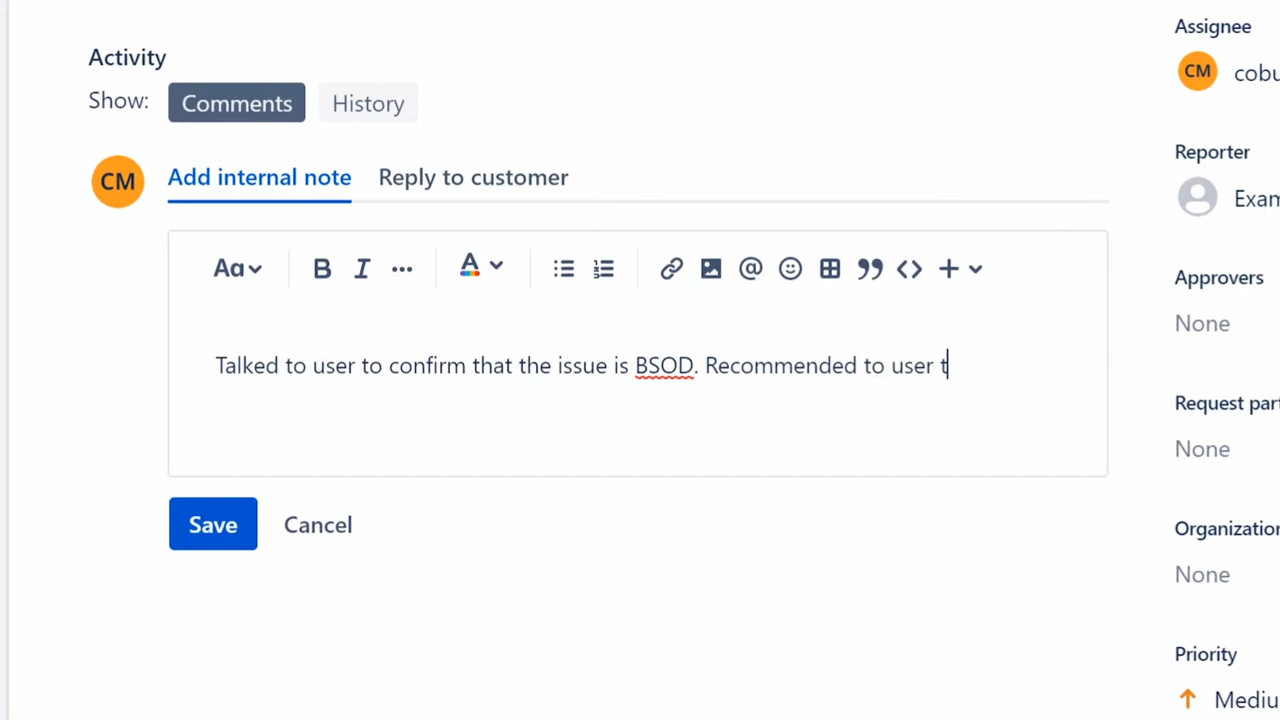 Assignee
Activity
CM cobu
Show: Comments History
Reporter
CM Add internal note Reply to customer
Exam
Aa B I A @
Approvers
None
Talked to user to confirm that the issue is BSOD. Recommended to user t
Request part
None
Save Cancel
Organization
None
Priority
Mediu